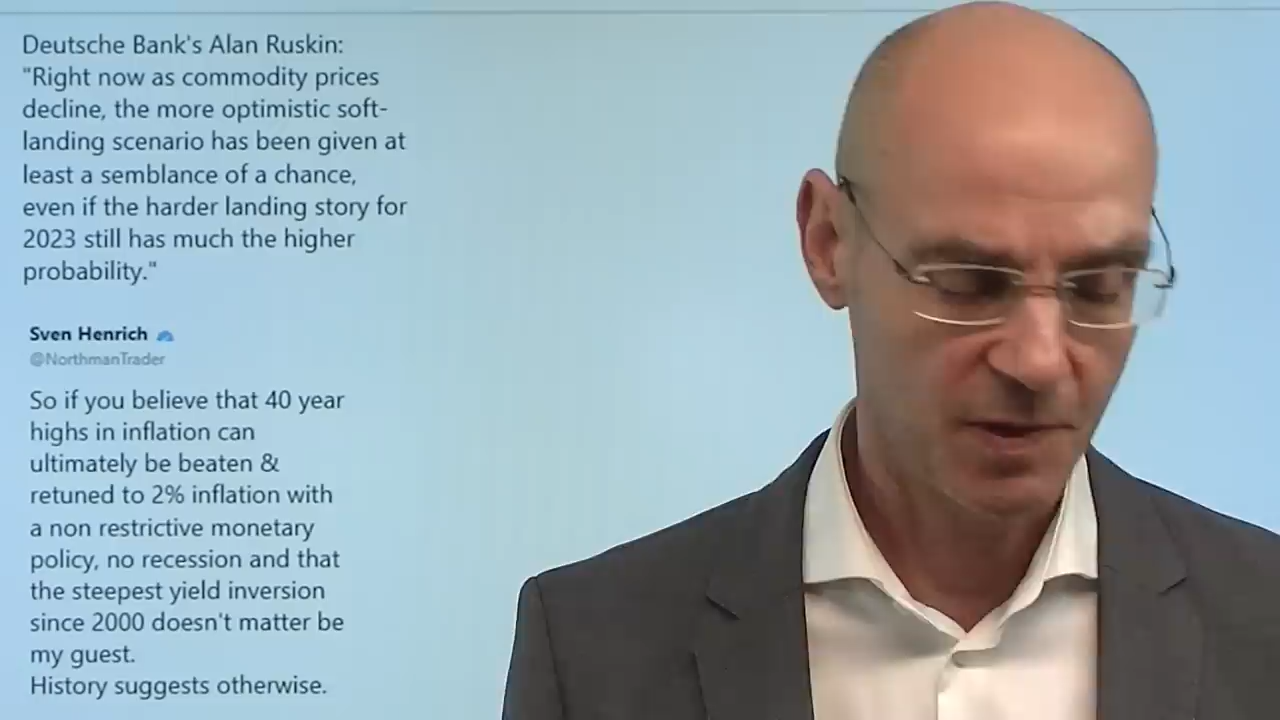 Deutsche Bank's Alan Ruskin:
"Right now as commodity prices
decline, the more optimistic soft-
landing scenario has been given at
least a semblance of a chance,
even if the harder landing story for
2023 still has much the higher
probability."
Sven Henrich
@NorthmanTrader
So if you believe that 40 year
highs in inflation can
ultimately be beaten &
retuned to 2% inflation with
a non restrictive monetary
policy, no recession and that
the steepest yield inversion
since 2000 doesn't matter be
my guest.
History suggests otherwise.